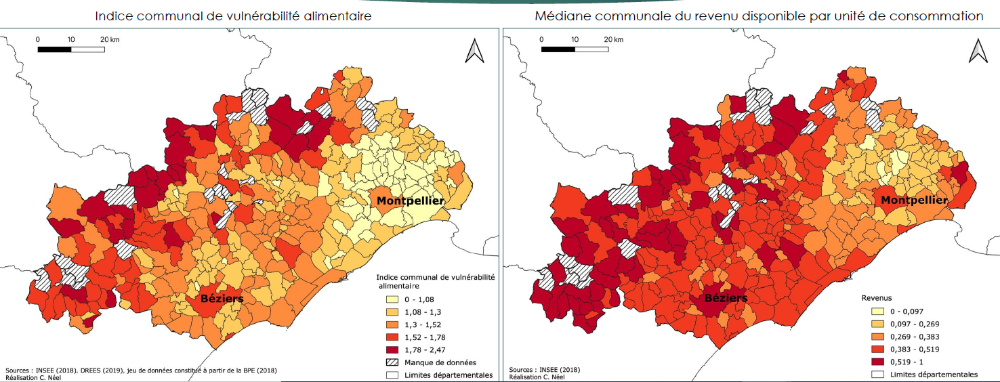 Indice communal de vulnérabilité alimentaire
0 10 20 km
Montpellier
Béziers
Indice communal de vulnérabilité
alimentaire
0 - 1,08
1,08 - 1,3
1,3 - 1,52
1,52 - 1,78
1,78 - 2,47
Manque de données
Limites départementales
Sources : INSEE (2018), DREES (2019), jeu de données constitué à partir de la BPE (2018)
Réalisation C. Néel
Médiane communale du revenu disponible par unité de consommation
0 10 20 km
Montpellier
Béziers
Revenus
0 - 0,097
0,097 - 0,269
0,269 - 0,383
0,383 - 0,519
0,519 - 1
Limites départementales
Sources : INSEE (2018)
Réalisation C. Néel